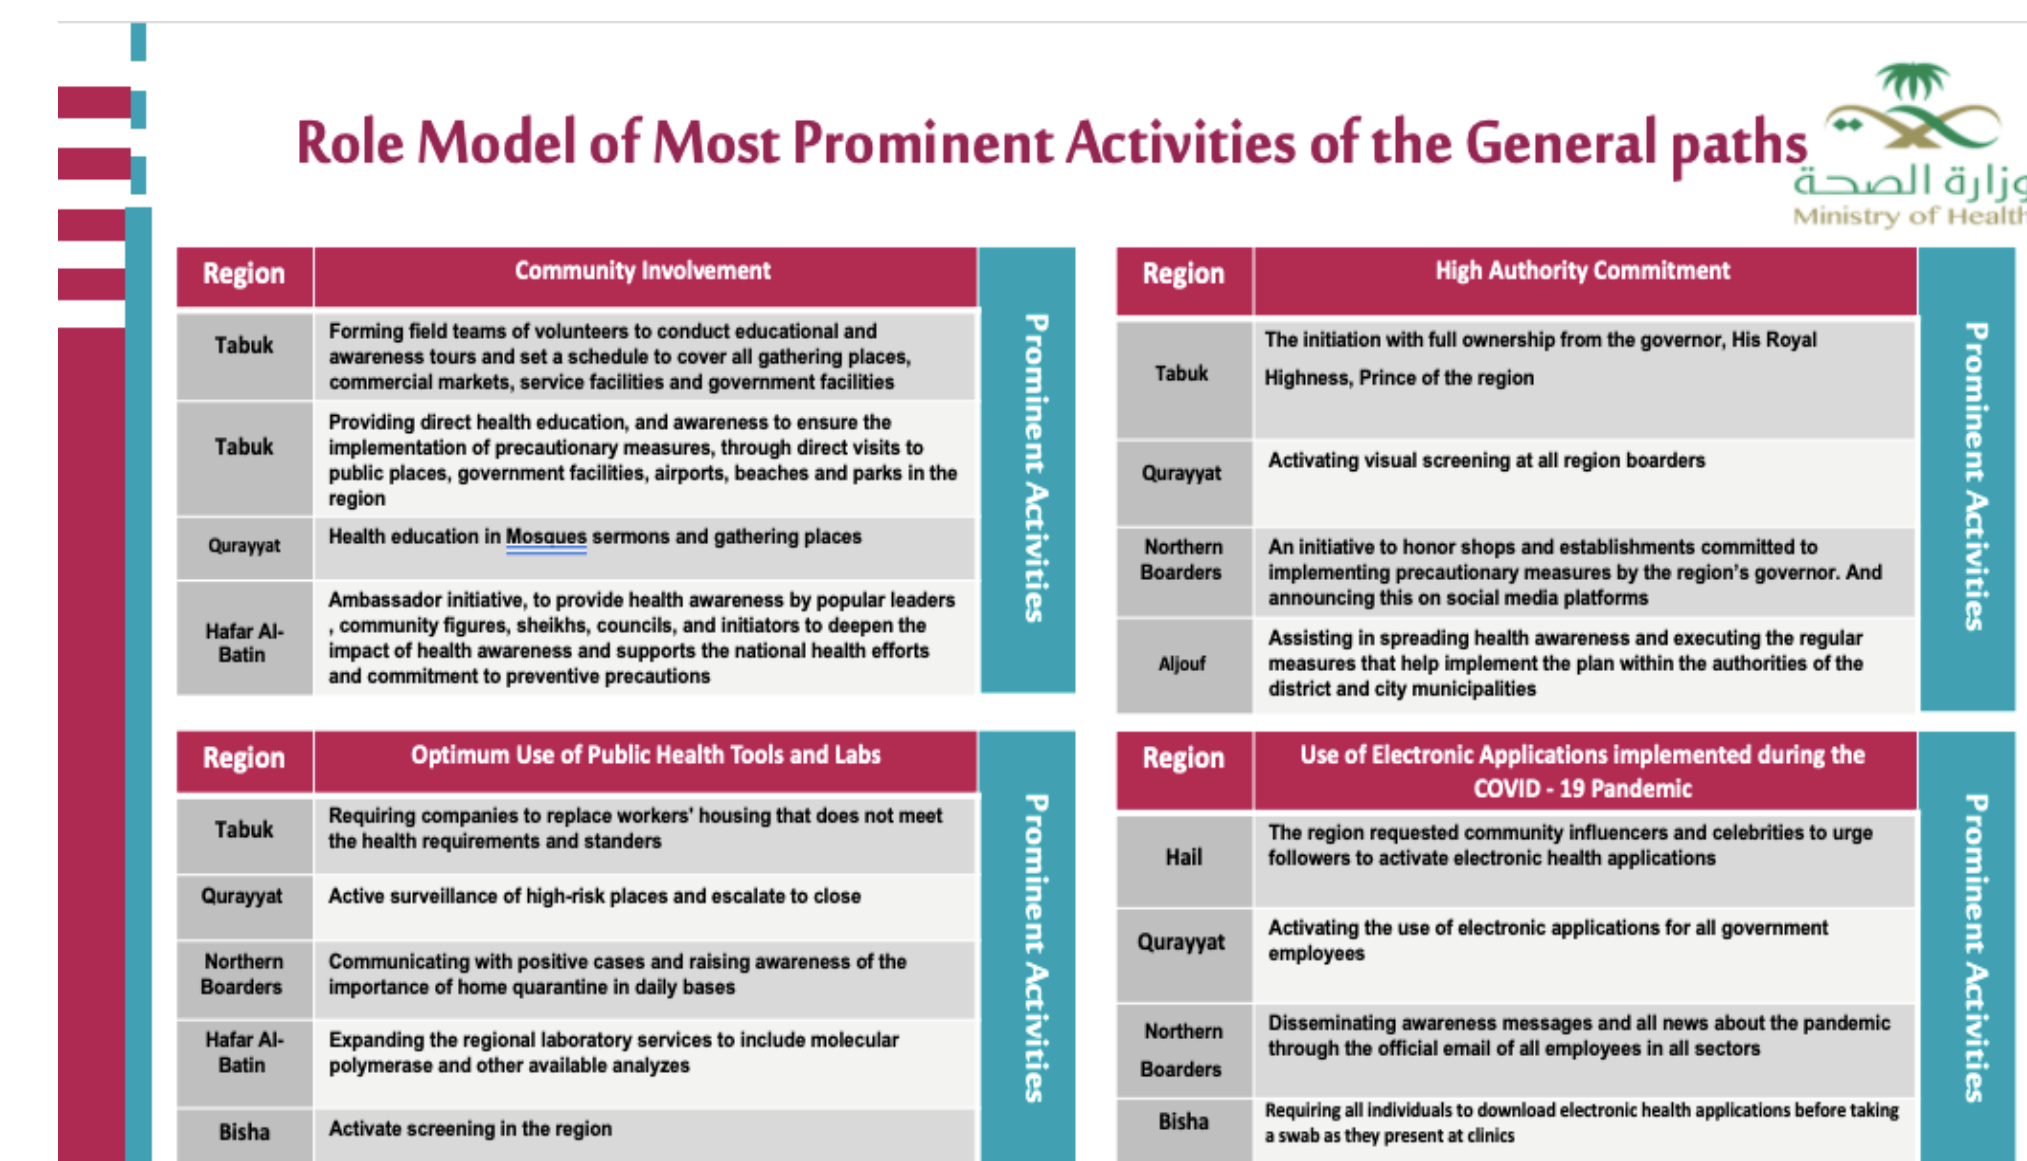 Role Model of Most Prominent Activities of the General paths
وزارة الصحة
Ministry of Health
Region
Community Involvement
Prominent Activities
Tabuk
Forming field teams of volunteers to conduct educational and
awareness tours and set a schedule to cover all gathering places,
commercial markets, service facilities and government facilities
Tabuk
Providing direct health education, and awareness to ensure the
implementation of precautionary measures, through direct visits to
public places, government facilities, airports, beaches and parks in the
region
Qurayyat
Health education in Mosques sermons and gathering places
Hafar Al-
Batin
Ambassador initiative, to provide health awareness by popular leaders
, community figures, sheikhs, councils, and initiators to deepen the
impact of health awareness and supports the national health efforts
and commitment to preventive precautions
Region
High Authority Commitment
Prominent Activities
Tabuk
The initiation with full ownership from the governor, His Royal
Highness, Prince of the region
Qurayyat
Activating visual screening at all region boarders
Northern
Boarders
An initiative to honor shops and establishments committed to
implementing precautionary measures by the region's governor. And
announcing this on social media platforms
Aljouf
Assisting in spreading health awareness and executing the regular
measures that help implement the plan within the authorities of the
district and city municipalities
Region
Optimum Use of Public Health Tools and Labs
Prominent Activities
Tabuk
Requiring companies to replace workers' housing that does not meet
the health requirements and standers
Qurayyat
Active surveillance of high-risk places and escalate to close
Northern
Boarders
Communicating with positive cases and raising awareness of the
importance of home quarantine in daily bases
Hafar Al-
Batin
Expanding the regional laboratory services to include molecular
polymerase and other available analyzes
Bisha
Activate screening in the region
Region
Use of Electronic Applications implemented during the
COVID - 19 Pandemic
Prominent Activities
Hail
The region requested community influencers and celebrities to urge
followers to activate electronic health applications
Qurayyat
Activating the use of electronic applications for all government
employees
Northern
Boarders
Disseminating awareness messages and all news about the pandemic
through the official email of all employees in all sectors
Bisha
Requiring all individuals to download electronic health applications before taking
a swab as they present at clinics